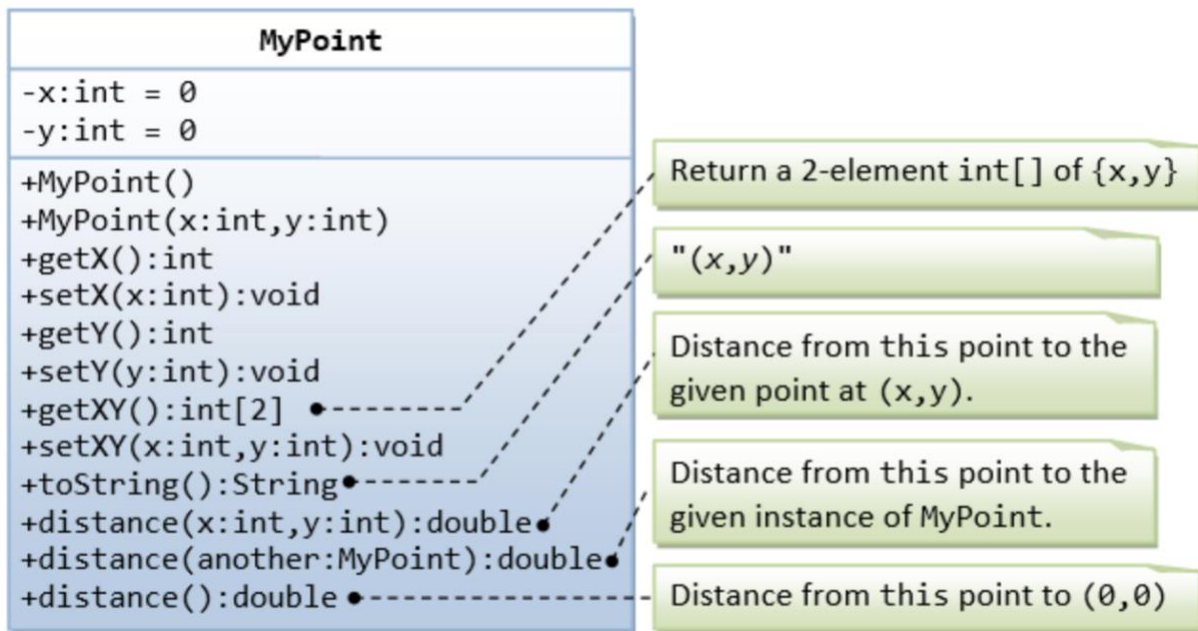 MyPoint
-x:int = 0
-y:int = 0
+MyPoint()
+MyPoint(x:int,y:int)
+getX():int
+setX(x:int):void
+getY():int
+setY(y:int):void
+getXY():int[2]
+setXY(x:int,y:int):void
+toString():String
+distance(x:int,y:int):double
+distance(another:MyPoint):double
+distance():double
Return a 2-element int[] of {x,y}
"(x,y)"
Distance from this point to the
given point at (x,y).
Distance from this point to the
given instance of MyPoint.
Distance from this point to (0,0)